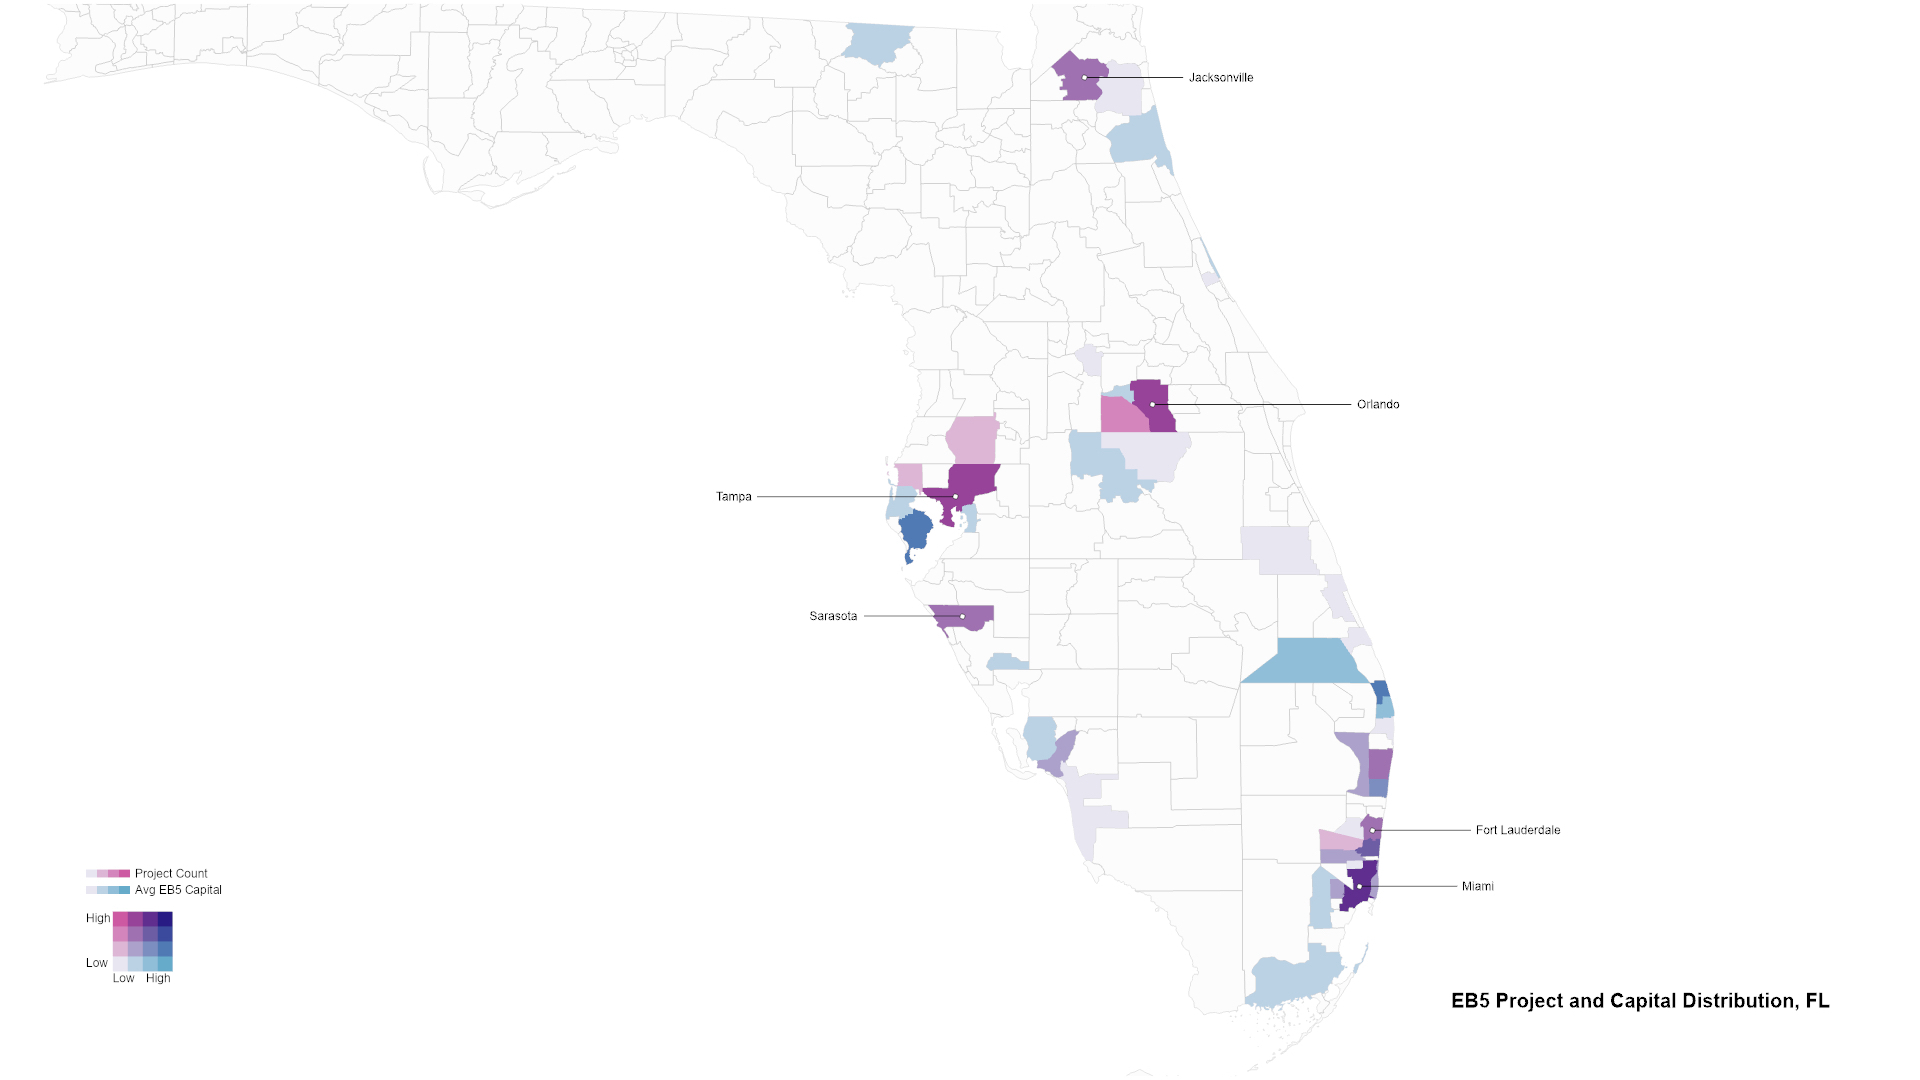 Jacksonville
Orlando
Tampa
Sarasota
Fort Lauderdale
Miami
Project Count
Avg EB5 Capital
High
Low
Low High
EB5 Project and Capital Distribution, FL